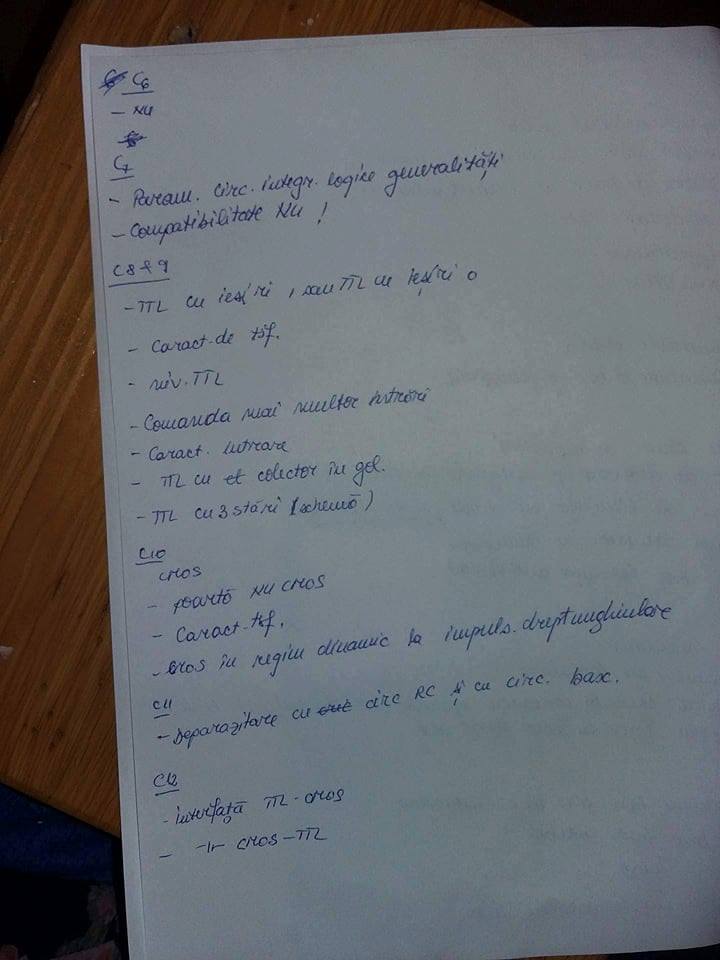 C6
- NU
C7
- Param. circ. integr. logice generalități
- Compatibilitate NU !
C8+9
- TTL cu ieșiri 1, sau TTL cu ieșiri 0
- Caract. de tsf.
- niv. TTL
- Comanda mai multor intrări
- Caract. intrare
- TTL cu et colector în gol.
- TTL cu 3 stări (schemă)
C10
CMOS
- poartă NU CMOS
- Caract. tsf.
- CMOS în regim dinamic la impuls. dreptunghiulare
C11
- Deparazitare cu circ RC și cu circ. bax.
C12
- interfață TTL - CMOS
- -||- CMOS - TTL